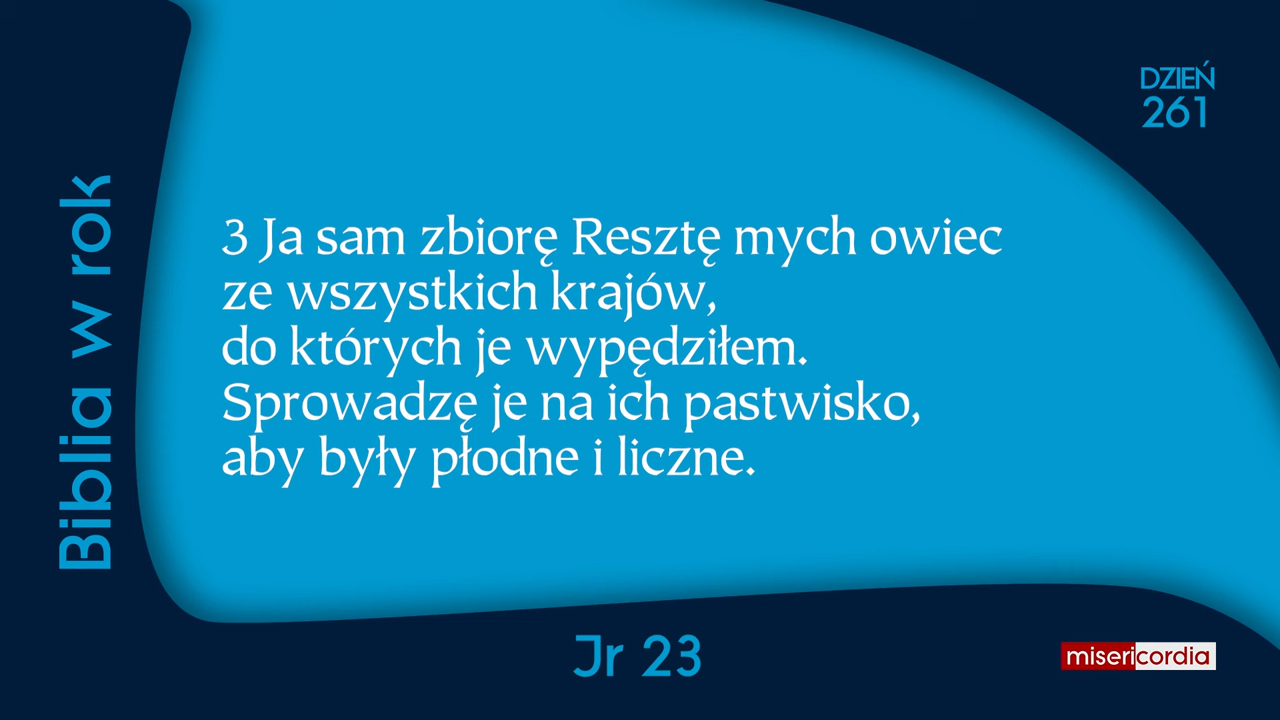 DZIEŃ
261
Biblia w rok
3 Ja sam zbiorę Resztę mych owiec
ze wszystkich krajów,
do których je wypędziłem.
Sprowadzę je na ich pastwisko,
aby były płodne i liczne.
Jr 23
misericordia